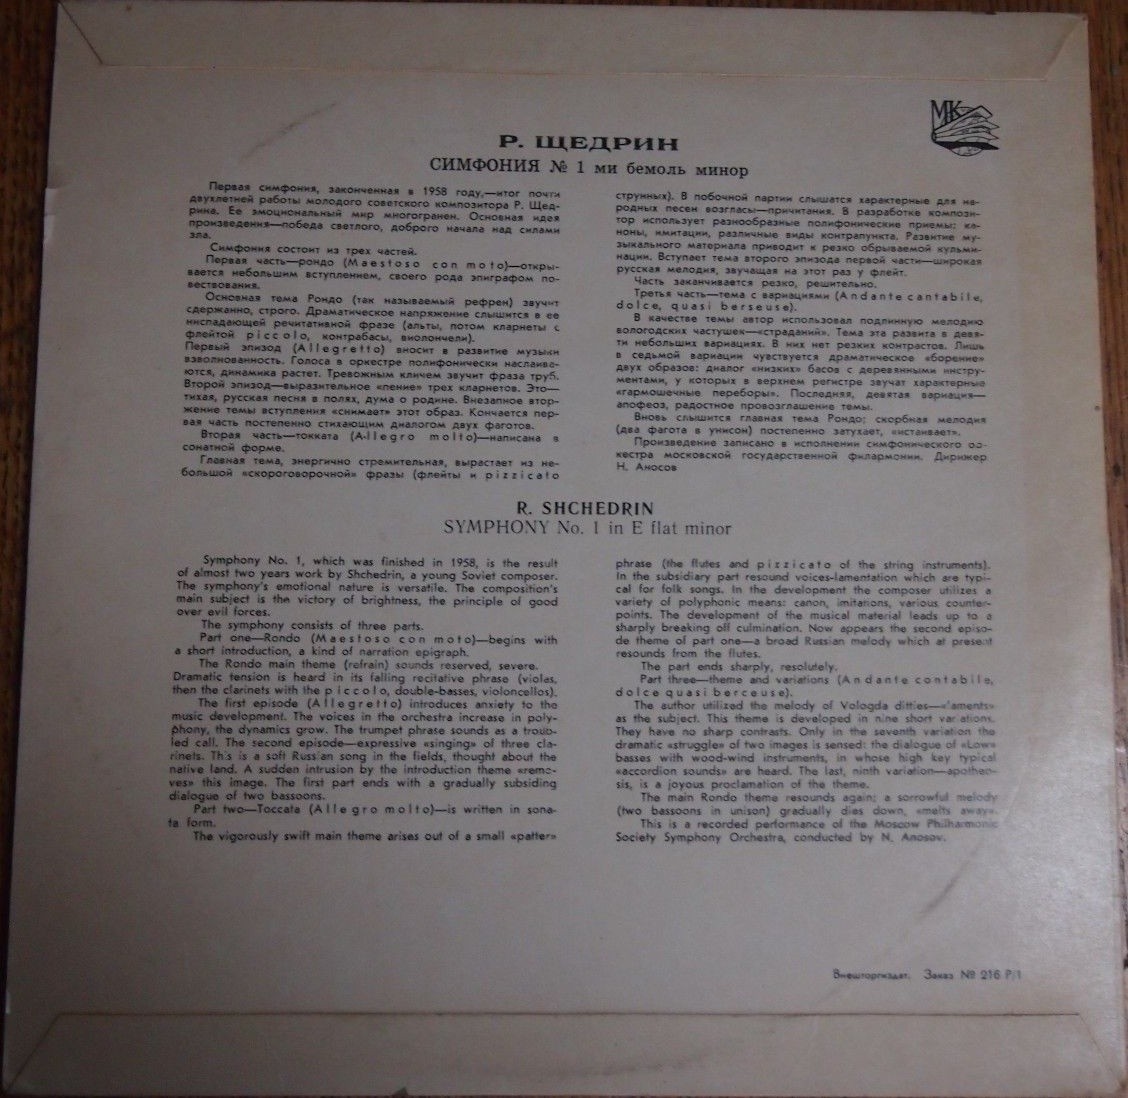 МК
Р. ЩЕДРИН
СИМФОНИЯ № 1 ми бемоль минор
Первая симфония, законченная в 1958 году,—итог почти
двухлетней работы молодого советского композитора Р. Щед-
рина. Ее эмоциональный мир многогранен. Основная идея
произведения—победа светлого, доброго начала над силами
зла.
Симфония состоит из трех частей.
Первая часть—рондо (Maestoso con moto)—откры-
вается небольшим вступлением, своего рода эпиграфом по-
вествования.
Основная тема Рондо (так называемый рефрен) звучит
сдержанно, строго. Драматическое напряжение слышится в ее
ниспадающей речитативной фразе (альты, потом кларнеты с
флейтой piccolo, контрабасы, виолончели).
Первый эпизод (Allegretto) вносит в развитие музыки
взволнованность. Голоса в оркестре полифонически наслаива-
ются, динамика растет. Тревожным кличем звучит фраза труб.
Второй эпизод—выразительное «пение» трех кларнетов. Это—
тихая, русская песня в полях, дума о родине. Внезапное втор-
жение темы вступления «снимает» этот образ. Кончается пер-
вая часть постепенно стихающим диалогом двух фаготов.
Вторая часть—токката (Allegro molto)—написана в
сонатной форме.
Главная тема, энергично стремительная, вырастает из не-
большой «скороговорочной» фразы (флейты и pizzicato
струнных). В побочной партии слышатся характерные для на-
родных песен возгласы—причитания. В разработке компози-
тор использует разнообразные полифонические приемы: ка-
ноны, имитации, различные виды контрапункта. Развитие му-
зыкального материала приводит к резко обрываемой кульми-
нации. Вступает тема второго эпизода первой части—широкая
русская мелодия, звучащая на этот раз у флейт.
Часть заканчивается резко, решительно.
Третья часть—тема с вариациями (Andante cantabile,
dolce, quasi berseuse).
В качестве темы автор использовал подлинную мелодию
вологодских частушек—«страданий». Тема эта развита в девя-
ти небольших вариациях. В них нет резких контрастов. Лишь
в седьмой вариации чувствуется драматическое «борение»
двух образов: диалог «низких» басов с деревянными инстру-
ментами, у которых в верхнем регистре звучат характерные
«гармошечные переборы». Последняя, девятая вариация—
апофеоз, радостное провозглашение темы.
Вновь слышится главная тема Рондо; скорбная мелодия
(два фагота в унисон) постепенно затухает, «истаивает».
Произведение записано в исполнении симфонического ор-
кестра московской государственной филармонии. Дирижер
Н. Аносов
R. SHCHEDRIN
SYMPHONY No. 1 in E flat minor
Symphony No. 1, which was finished in 1958, is the result
of almost two years work by Shchedrin, a young Soviet composer.
The symphony's emotional nature is versatile. The composition's
main subject is the victory of brightness, the principle of good
over evil forces.
The symphony consists of three parts.
Part one—Rondo (Maestoso con moto)—begins with
a short introduction, a kind of narration epigraph.
The Rondo main theme (refrain) sounds reserved, severe.
Dramatic tension is heard in its falling recitative phrase (violas,
then the clarinets with the piccolo, double-basses, violoncellos).
The first episode (Allegretto) introduces anxiety to the
music development. The voices in the orchestra increase in poly-
phony, the dynamics grow. The trumpet phrase sounds as a troub-
led call. The second episode—expressive «singing» of three cla-
rinets. This is a soft Russian song in the fields, thought about the
native land. A sudden intrusion by the introduction theme «remo-
ves» this image. The first part ends with a gradually subsiding
dialogue of two bassoons.
Part two—Toccata (Allegro molto)—is written in sona-
ta form.
The vigorously swift main theme arises out of a small «patter»
phrase (the flutes and pizzicato of the string instruments).
In the subsidiary part resound voices-lamentation which are typi-
cal for folk songs. In the development the composer utilizes a
variety of polyphonic means: canon, imitations, various counter-
points. The development of the musical material leads up to a
sharply breaking off culmination. Now appears the second episo-
de theme of part one—a broad Russian melody which at present
resounds from the flutes.
The part ends sharply, resolutely.
Part three—theme and variations (Andante contabile,
dolce quasi berceuse).
The author utilized the melody of Vologda ditties—«laments»
as the subject. This theme is developed in nine short variations.
They have no sharp contrasts. Only in the seventh variation the
dramatic «struggle» of two images is sensed: the dialogue of «Low»
basses with wood-wind instruments, in whose high key typical
«accordion sounds» are heard. The last, ninth variation—apotheo-
sis, is a joyous proclamation of the theme.
The main Rondo theme resounds again; a sorrowful melody
(two bassoons in unison) gradually dies down, «melts away».
This is a recorded performance of the Moscow Philharmonic
Society Symphony Orchestra, conducted by N. Anosov.
Внешторгиздат. Заказ № 216 Р/1